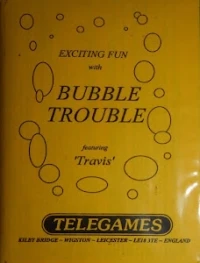 EXCITING FUN
with
BUBBLE
TROUBLE
featuring
'Travis'
TELEGAMES
KILBY BRIDGE - WIGSTON - LEICESTER - LE18 3TE - ENGLAND